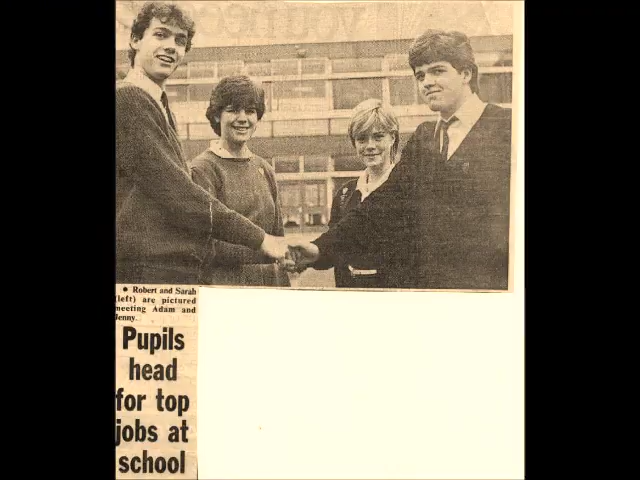 • Robert and Sarah
(left) are pictured
meeting Adam and
Jenny.
Pupils
head
for top
jobs at
school